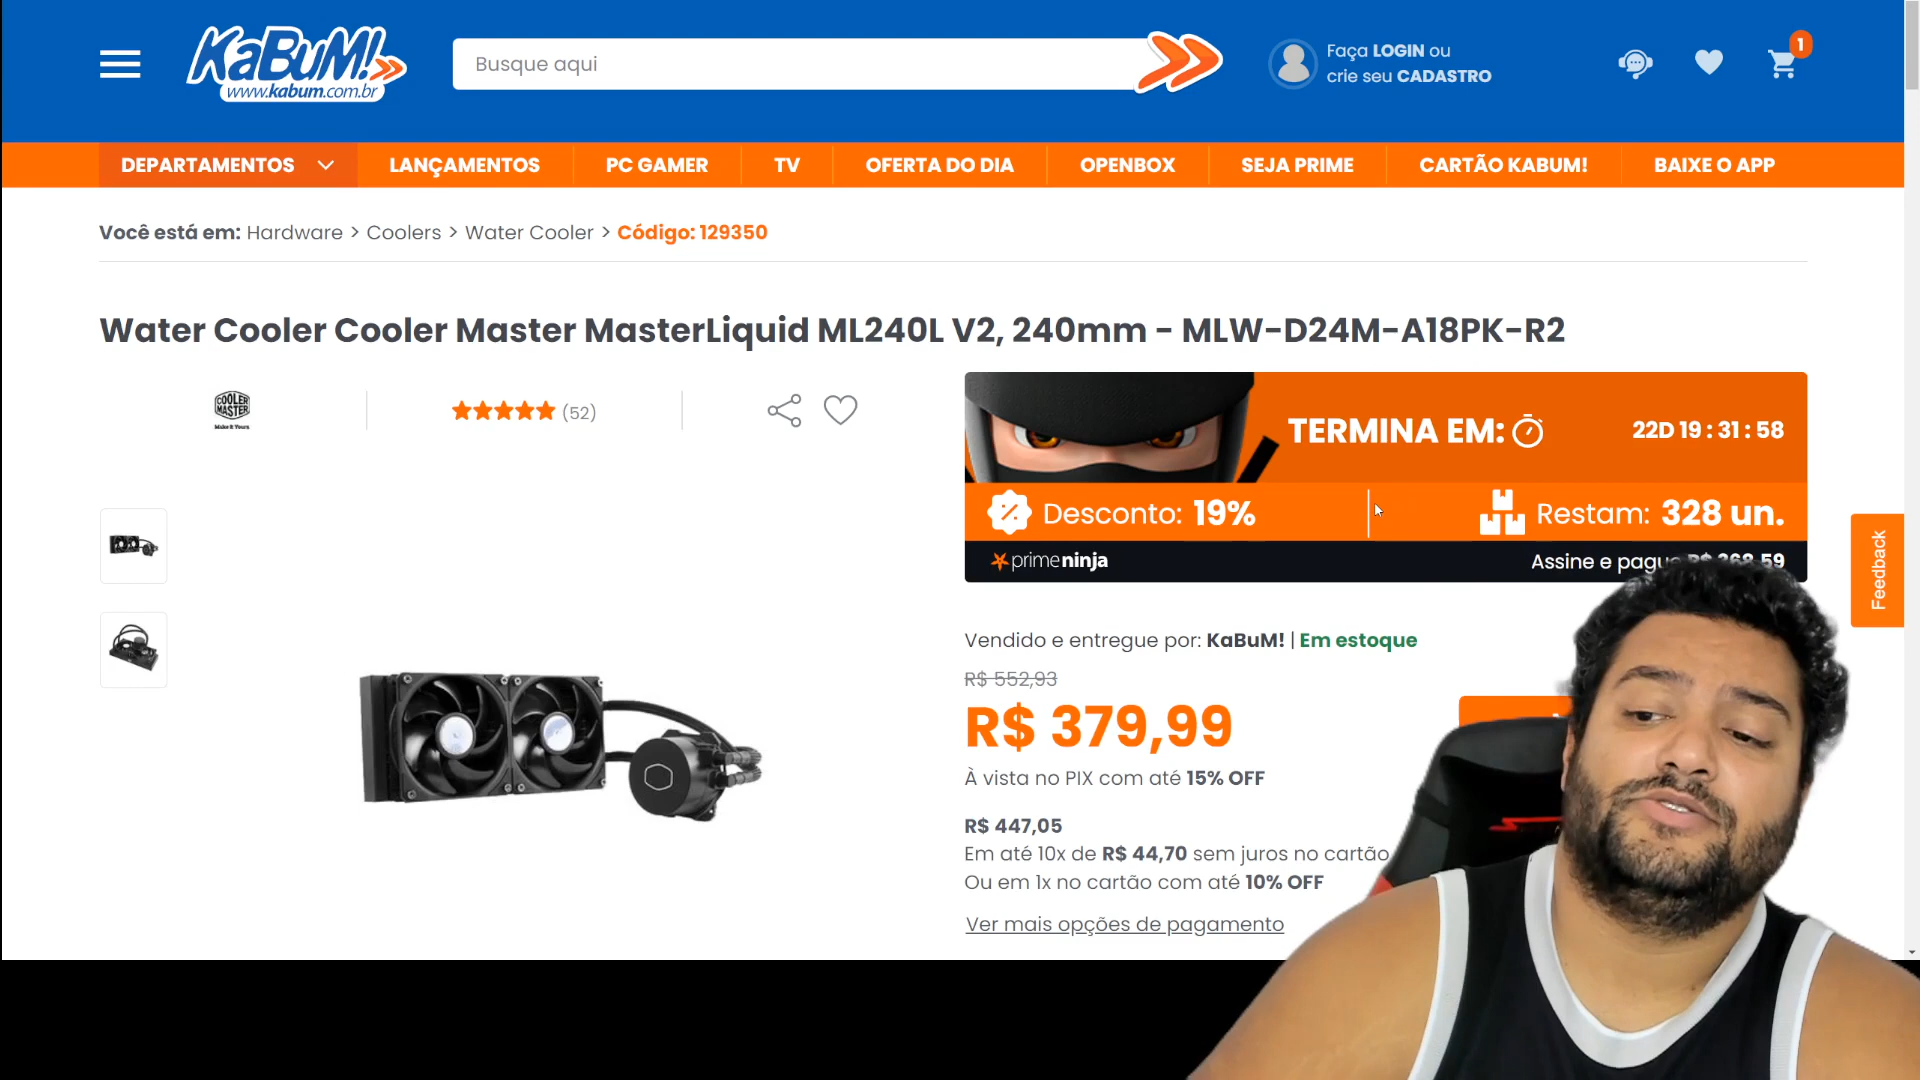 KaBuM!
www.kabum.com.br
Busque aqui
Faça LOGIN ou
crie seu CADASTRO
1
DEPARTAMENTOS
LANÇAMENTOS
PC GAMER
TV
OFERTA DO DIA
OPENBOX
SEJA PRIME
CARTÃO KABUM!
BAIXE O APP
Você está em: Hardware > Coolers > Water Cooler > Código: 129350
Water Cooler Cooler Master MasterLiquid ML240L V2, 240mm - MLW-D24M-A18PK-R2
COOLER
MASTER
Make It Yours
(52)
TERMINA EM:
22D 19 : 31 : 58
Desconto: 19%
Restam: 328 un.
primeninja
Assine e pague R$ 368,59
Feedback
Vendido e entregue por: KaBuM! | Em estoque
R$ 552,93
R$ 379,99
À vista no PIX com até 15% OFF
R$ 447,05
Em até 10x de R$ 44,70 sem juros no cartão
Ou em 1x no cartão com até 10% OFF
Ver mais opções de pagamento